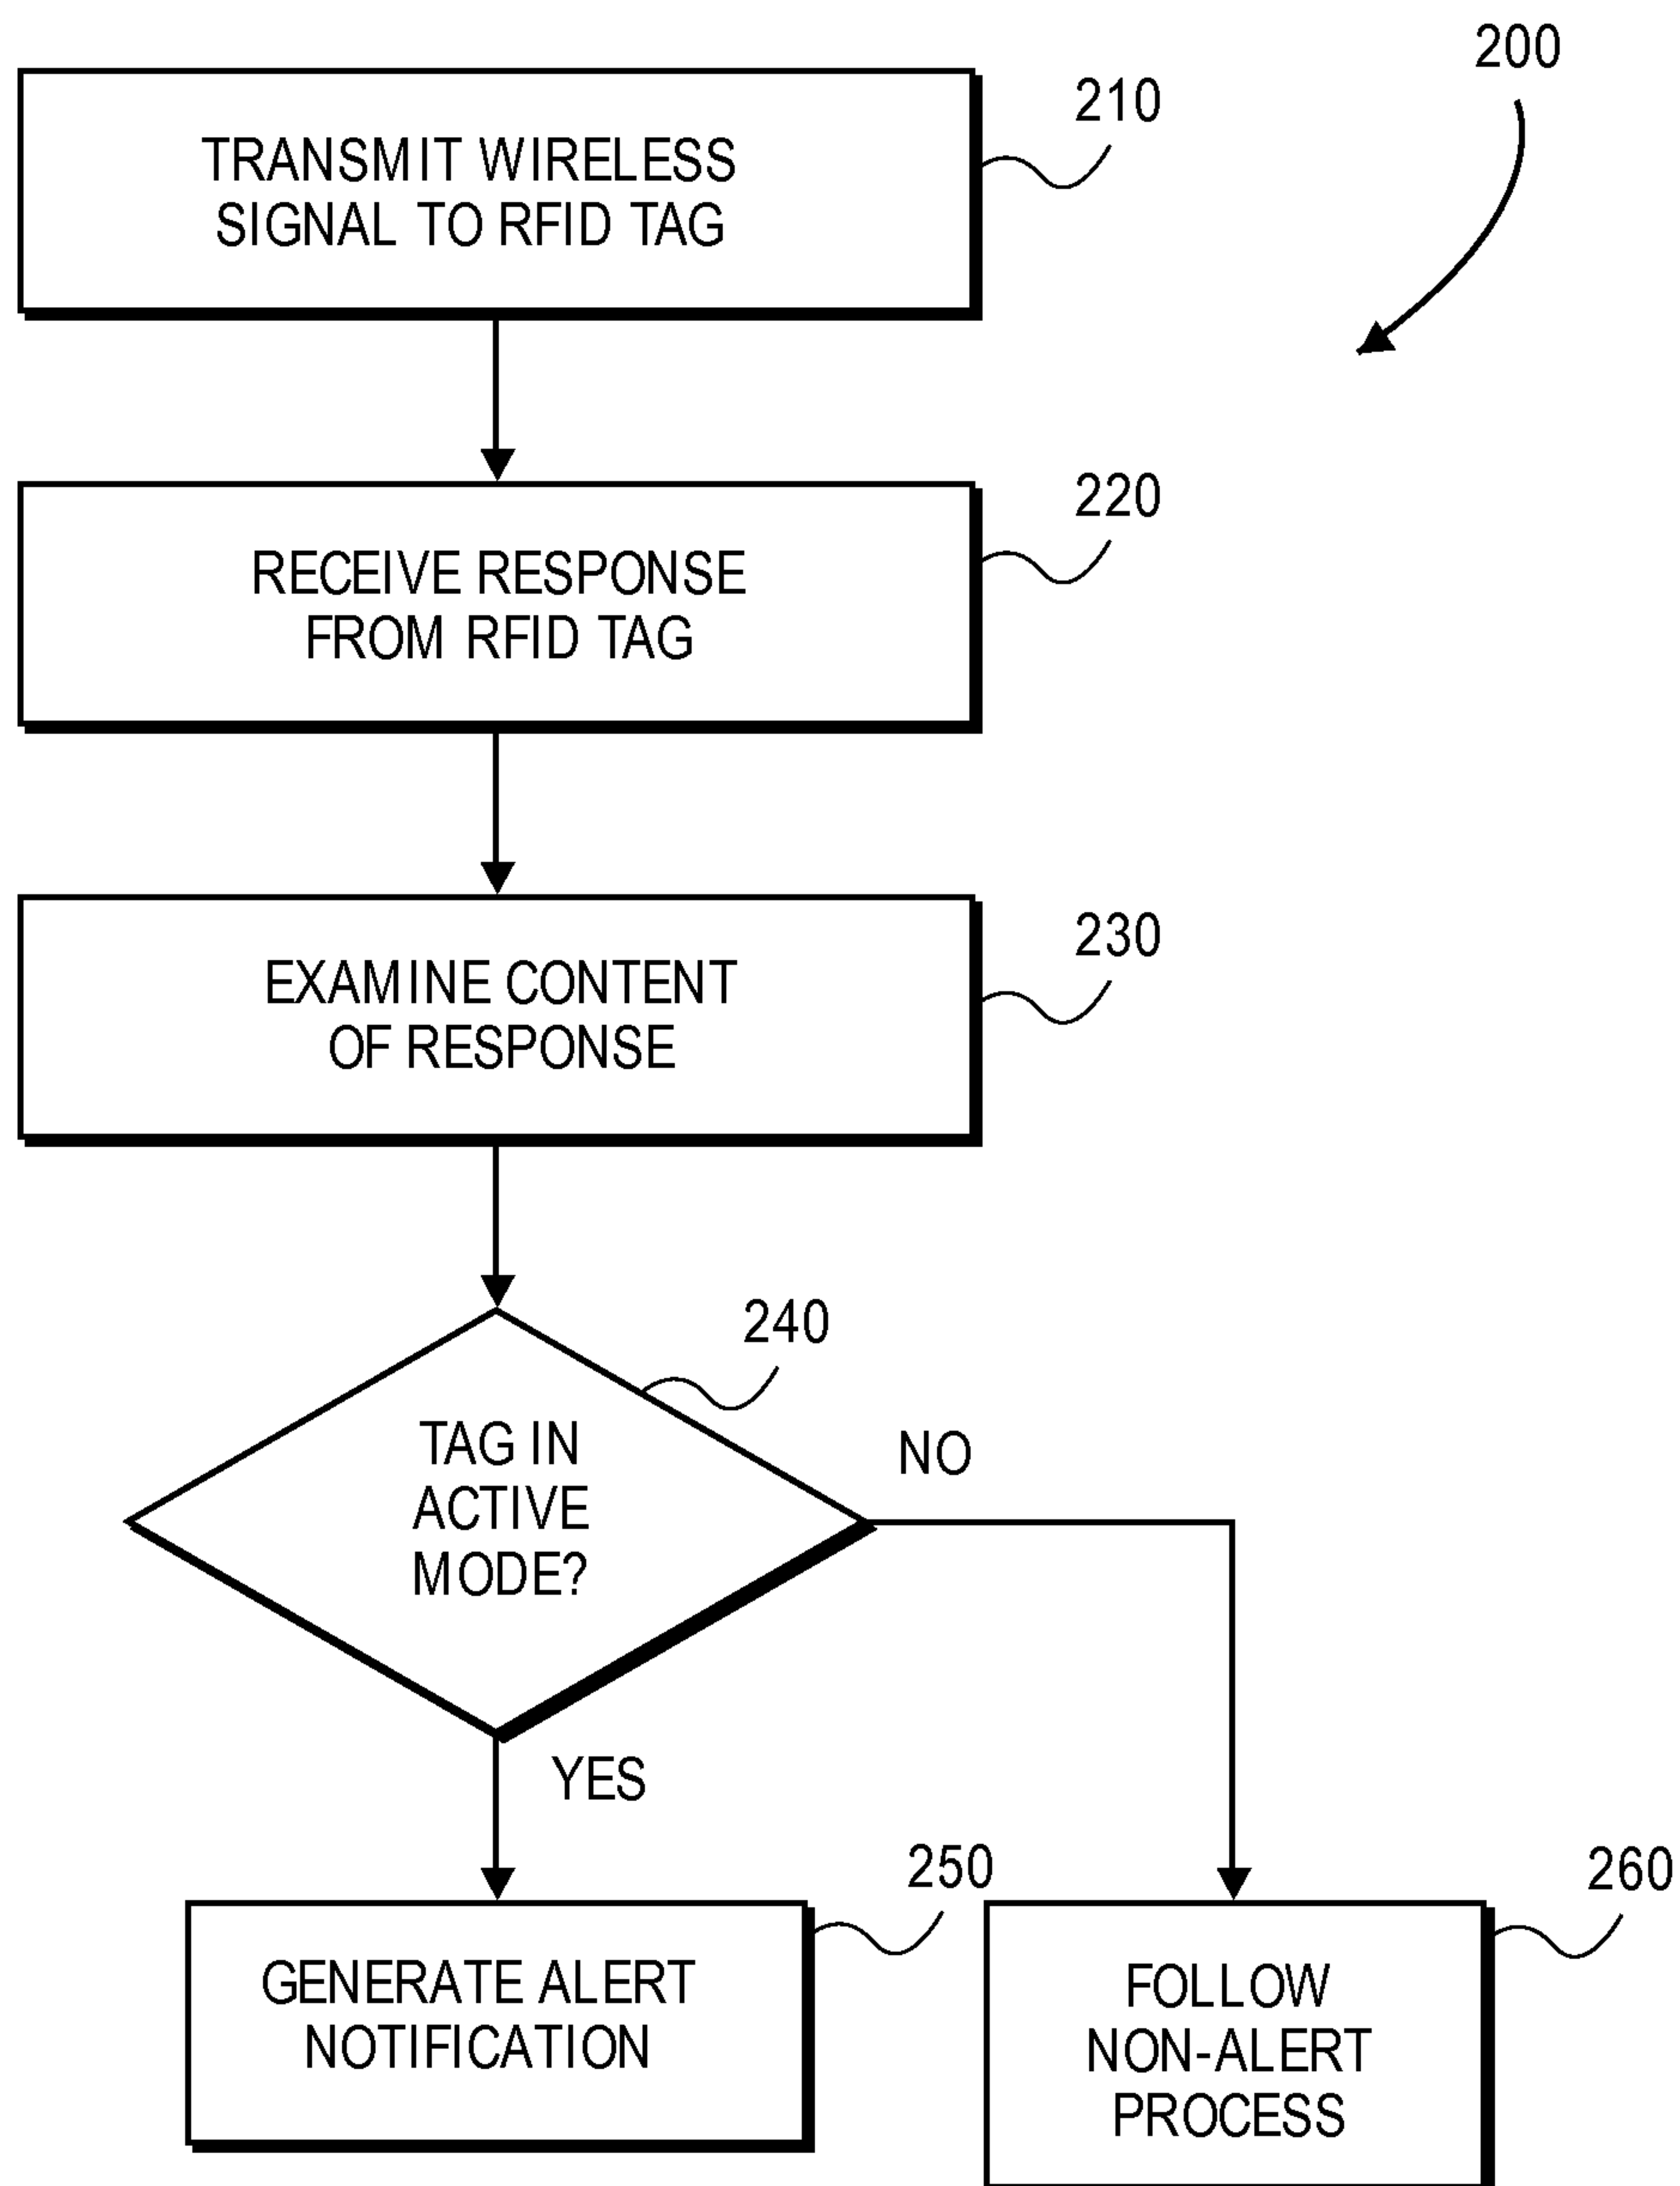 200
210
TRANSMIT WIRELESS
SIGNAL TO RFID TAG
220
RECEIVE RESPONSE
FROM RFID TAG
230
EXAMINE CONTENT
OF RESPONSE
240
TAG IN
ACTIVE
MODE?
NO
YES
250
GENERATE ALERT
NOTIFICATION
260
FOLLOW
NON-ALERT
PROCESS